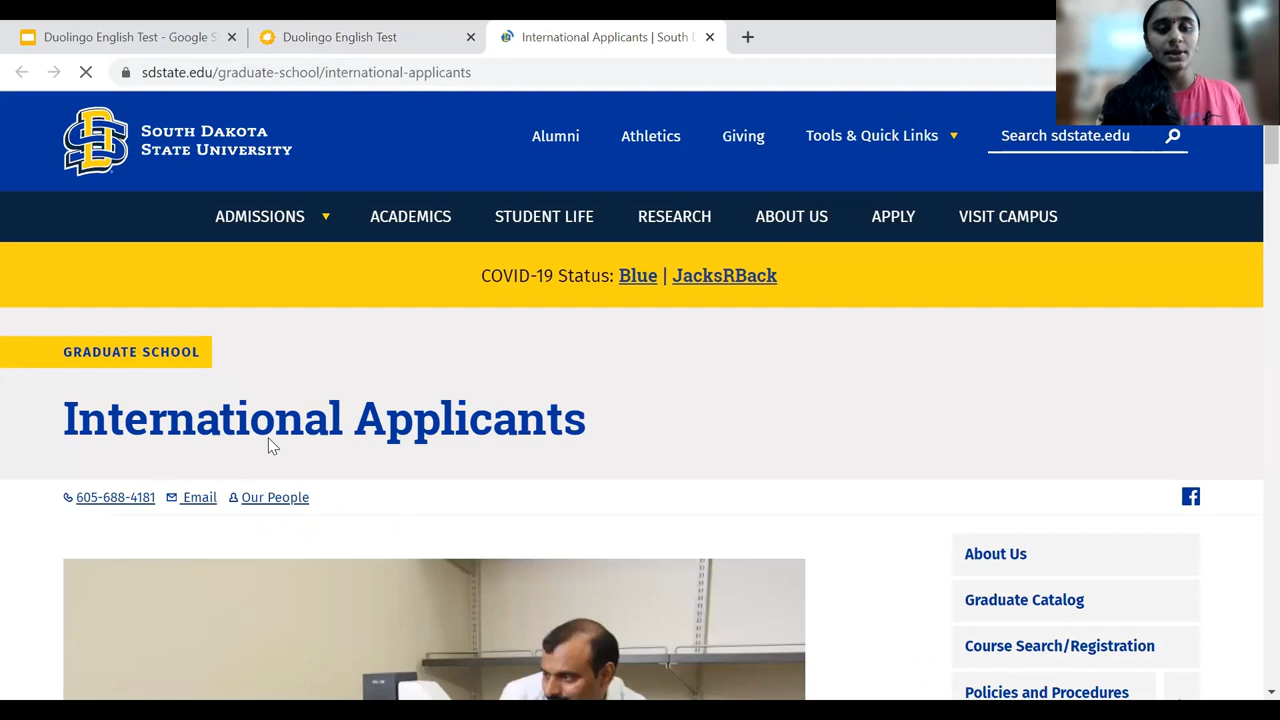 Duolingo English Test - Google S
Duolingo English Test
International Applicants | South
sdstate.edu/graduate-school/international-applicants
SOUTH DAKOTA
STATE UNIVERSITY
Alumni
Athletics
Giving
Tools & Quick Links
Search sdstate.edu
ADMISSIONS
ACADEMICS
STUDENT LIFE
RESEARCH
ABOUT US
APPLY
VISIT CAMPUS
COVID-19 Status: Blue | JacksRBack
GRADUATE SCHOOL
International Applicants
605-688-4181
Email
Our People
About Us
Graduate Catalog
Course Search/Registration
Policies and Procedures